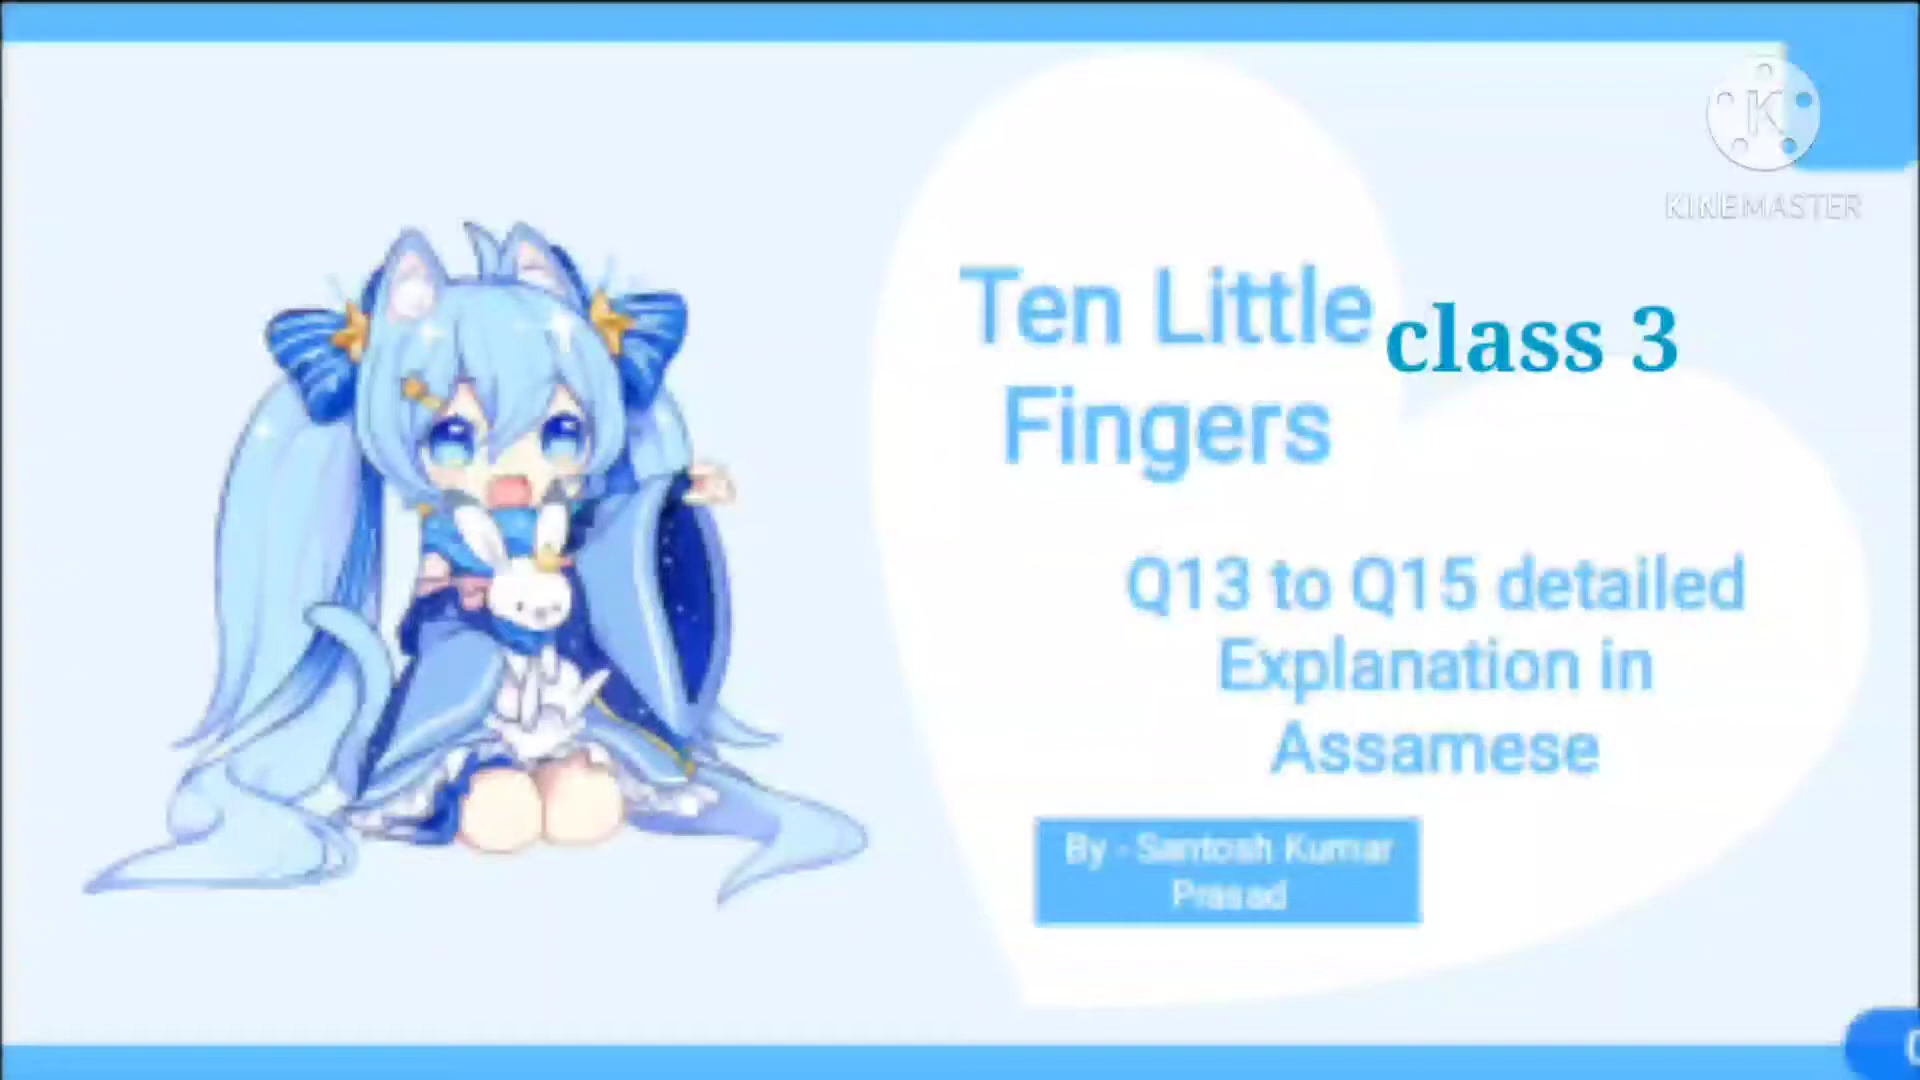 K
KINEMASTER
Ten Little
class 3
Fingers
Q13 to Q15 detailed
Explanation in
Assamese
By - Santosh Kumar
Prasad